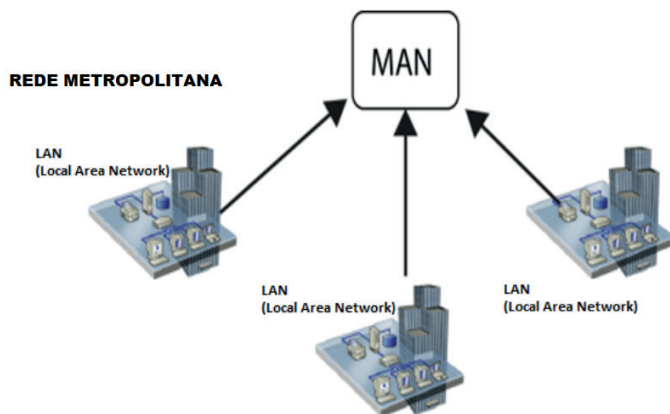 MAN
REDE METROPOLITANA
LAN
(Local Area Network)
LAN
(Local Area Network)
LAN
(Local Area Network)